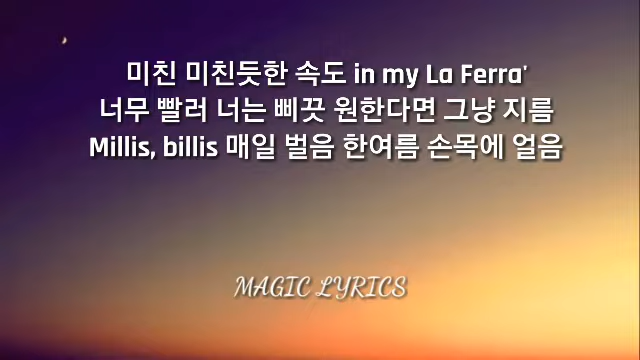 미친 미친듯한 속도 in my La Ferra'
너무 빨러 너는 삐끗 원한다면 그냥 지름
Millis, billis 매일 벌음 한여름 손목에 얼음
MAGIC LYRICS